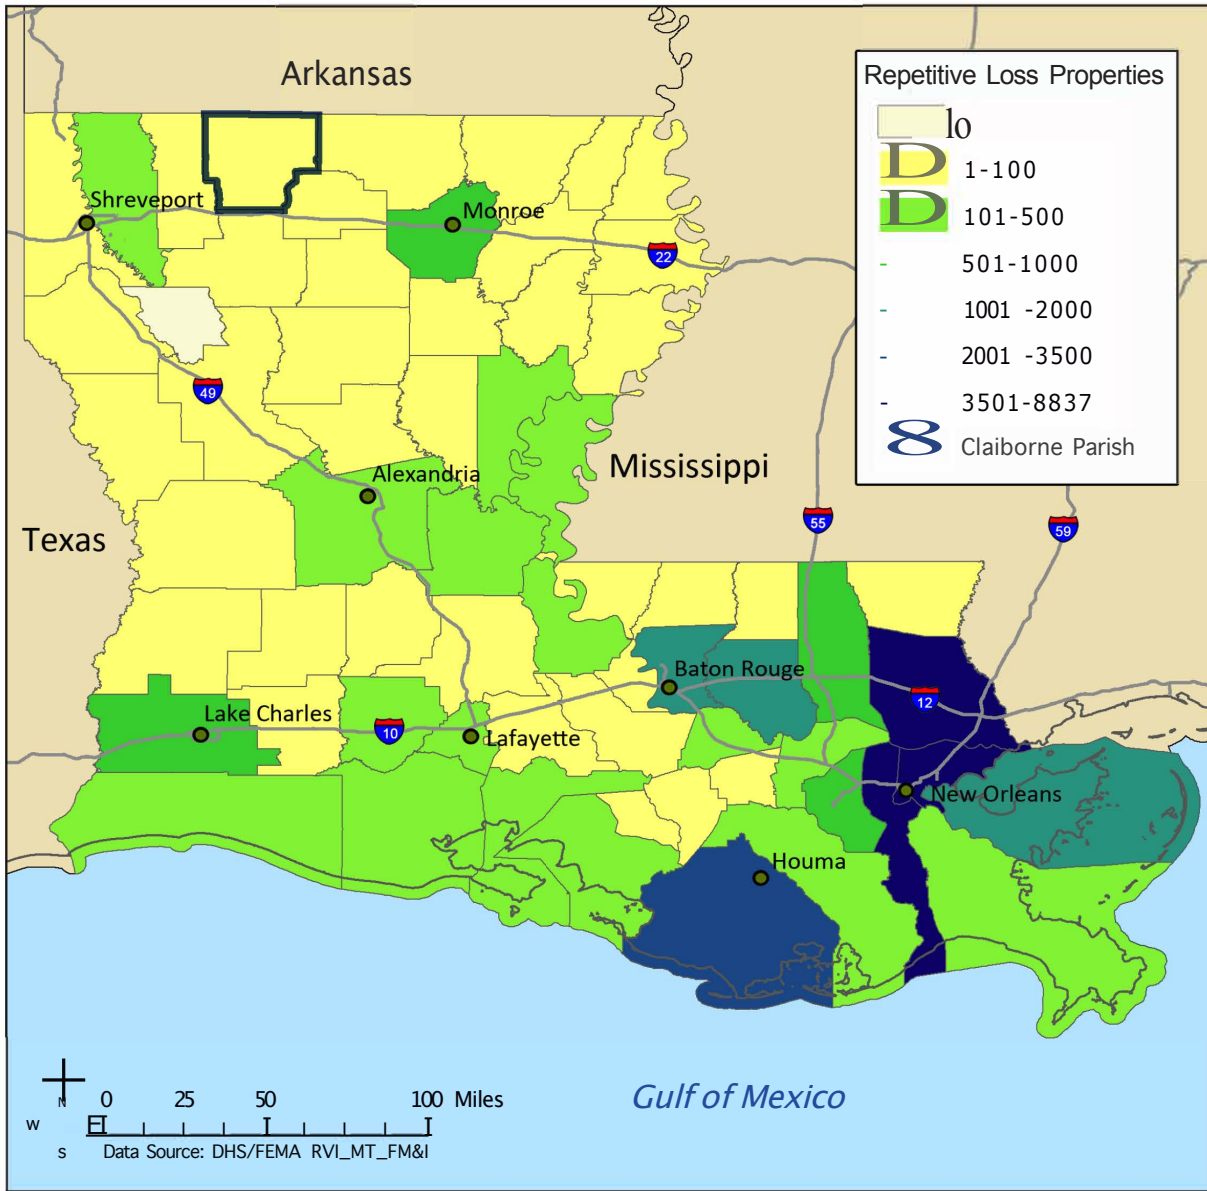 Arkansas
Repetitive Loss Properties
lo
D 1-100
D 101-500
- 501-1000
- 1001 -2000
- 2001 -3500
- 3501-8837
8 Claiborne Parish
Shreveport
Monroe
22
49
Alexandria
Mississippi
Texas
55
59
Baton Rouge
12
Lake Charles
10
Lafayette
New Orleans
Houma
Gulf of Mexico
N
0 25 50 100 Miles
W
s
Data Source: DHS/FEMA RVI_MT_FM&I